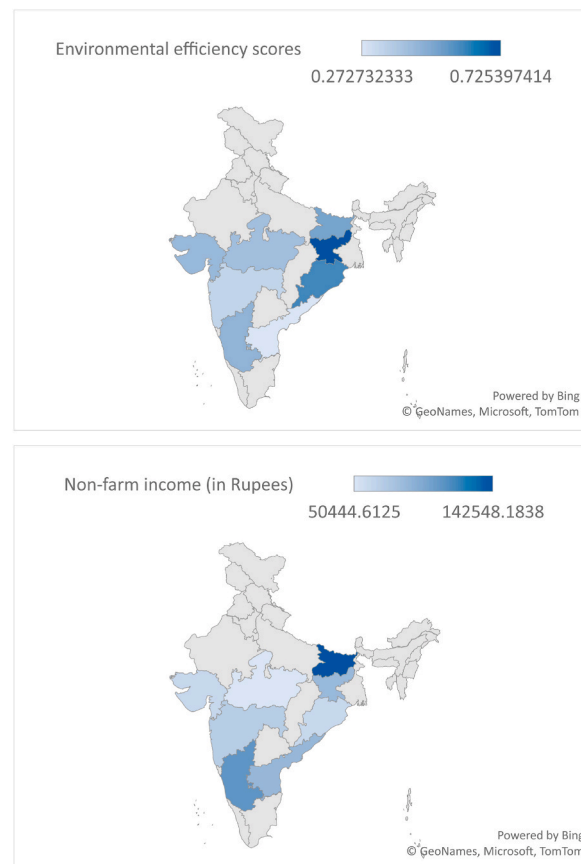 Environmental efficiency scores
0.272732333 0.725397414
Powered by Bing
© GeoNames, Microsoft, TomTom
Non-farm income (in Rupees)
50444.6125 142548.1838
Powered by Bing
© GeoNames, Microsoft, TomTom